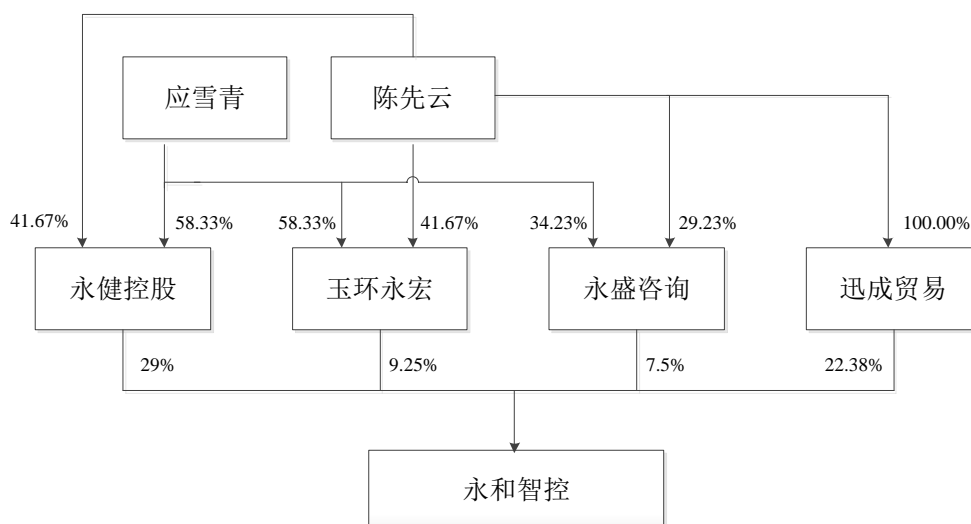 应雪青
陈先云
41.67%
58.33%
58.33%
41.67%
34.23%
29.23%
100.00%
永健控股
玉环永宏
永盛咨询
迅成贸易
29%
9.25%
7.5%
22.38%
永和智控